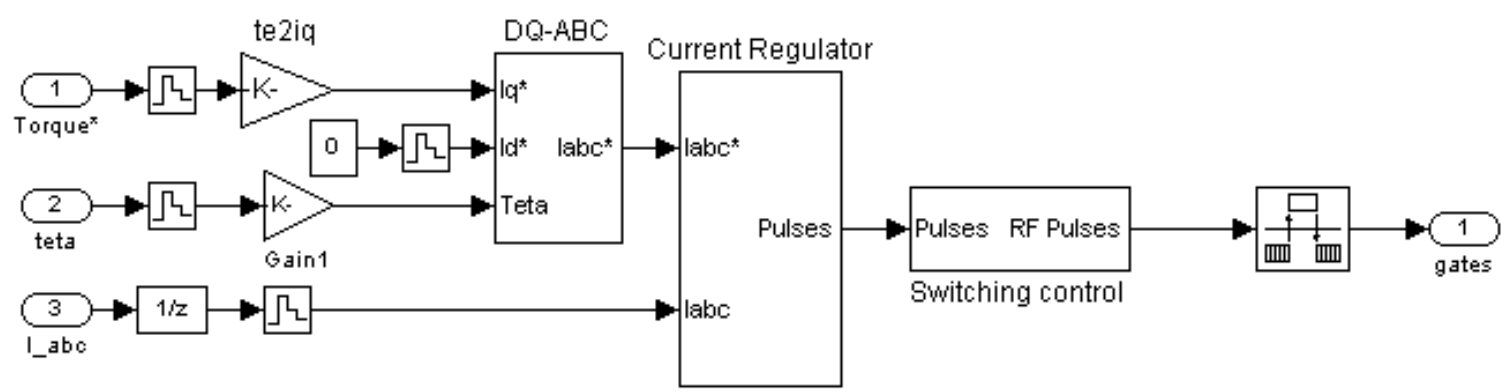 te2iq
DQ-ABC
Current Regulator
1
Torque*
-K-
Iq*
0
Id*
Iabc*
Iabc*
2
teta
-K-
Teta
Gain1
Pulses
Pulses
RF Pulses
1
gates
Switching control
3
I_abc
1/z
Iabc